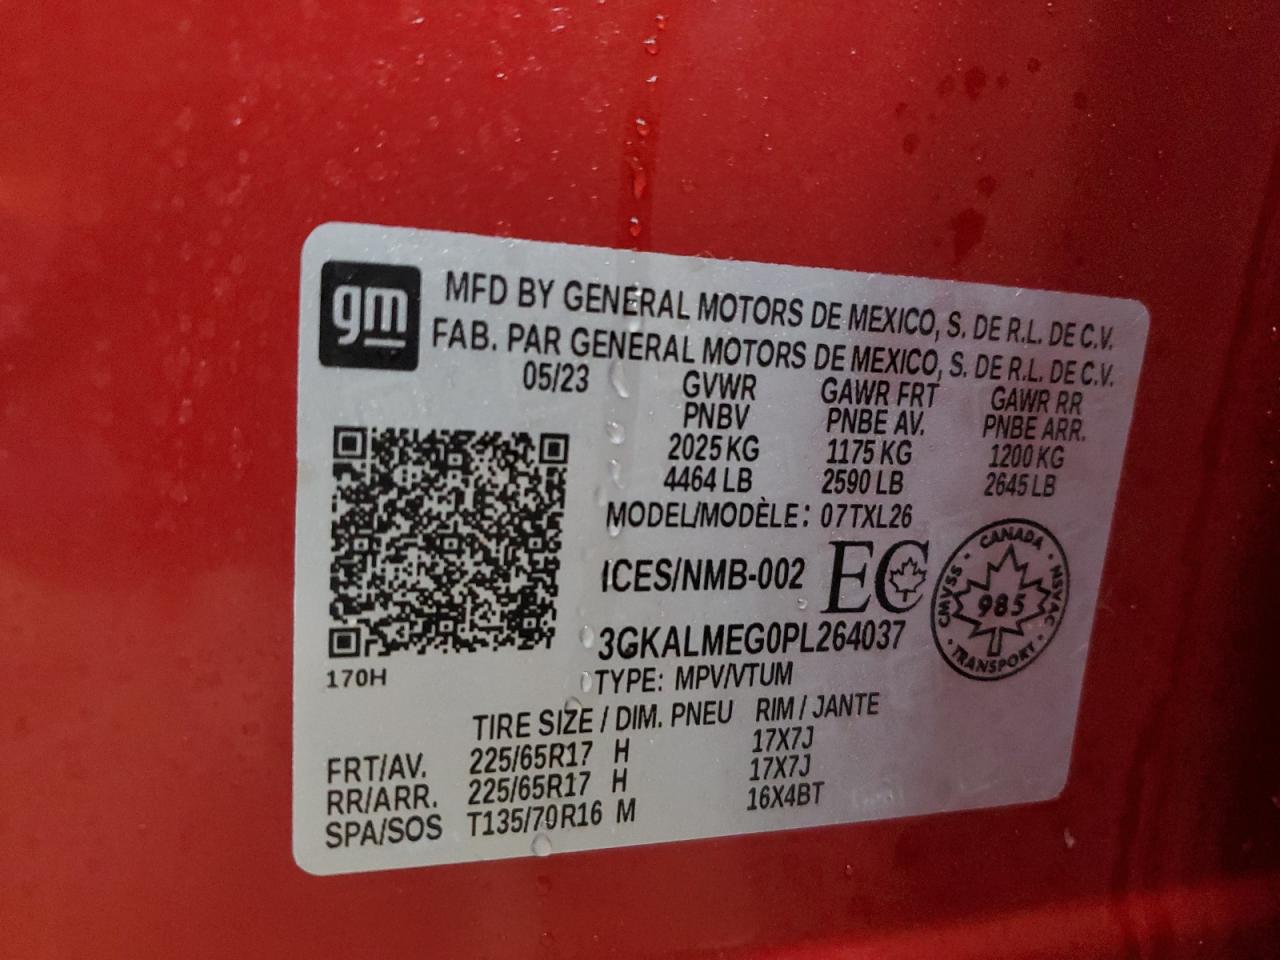 gm
MFD BY GENERAL MOTORS DE MEXICO, S. DE R.L. DE C.V.
FAB. PAR GENERAL MOTORS DE MEXICO, S. DE R.L. DE C.V.
05/23 GVWR GAWR FRT GAWR RR
PNBV PNBE AV. PNBE ARR.
2025 KG 1175 KG 1200 KG
4464 LB 2590 LB 2645 LB
MODEL/MODÈLE: 07TXL26
ICES/NMB-002 EC
CANADA
CMVSS 985 NSVAC
TRANSPORT
3GKALMEG0PL264037
170H
TYPE: MPV/VTUM
TIRE SIZE / DIM. PNEU RIM / JANTE
FRT/AV. 225/65R17 H 17X7J
RR/ARR. 225/65R17 H 17X7J
SPA/SOS T135/70R16 M 16X4BT